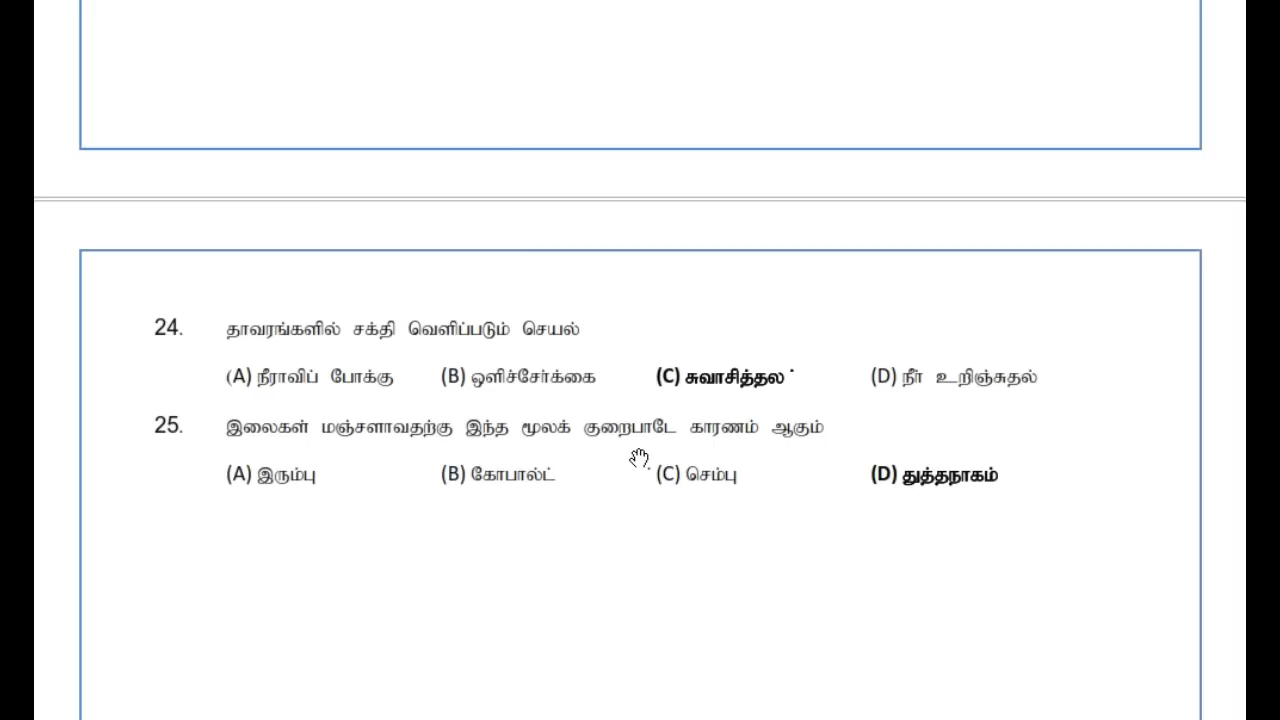 24. தாவரங்களில் சக்தி வெளிப்படும் செயல்
(A) நீராவிப் போக்கு (B) ஒளிச்சேர்க்கை (C) சுவாசித்தல் (D) நீர் உறிஞ்சுதல்
25. இலைகள் மஞ்சளாவதற்கு இந்த மூலக் குறைபாடே காரணம் ஆகும்
(A) இரும்பு (B) கோபால்ட் (C) செம்பு (D) துத்தநாகம்